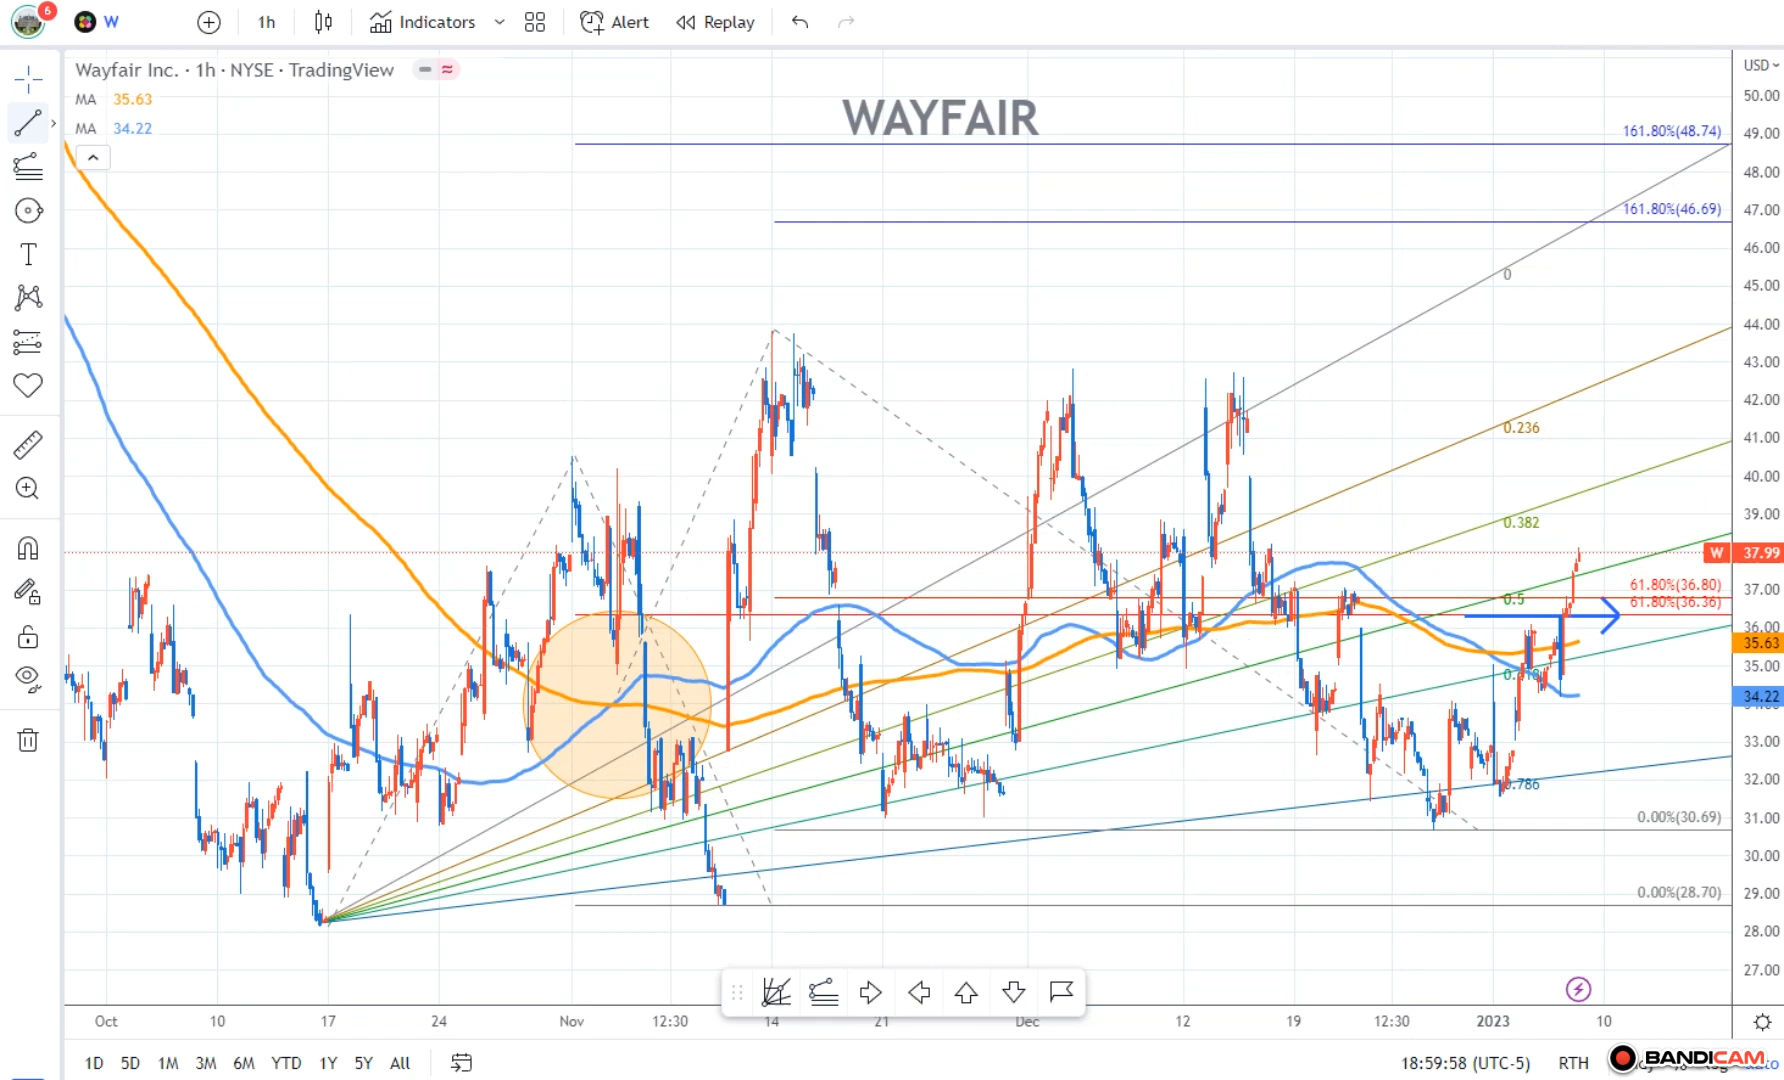 6
W
1h
Indicators
Alert
Replay
Wayfair Inc. · 1h · NYSE · TradingView
USD
MA 35.63
MA 34.22
WAYFAIR
50.00
161.80%(48.74)
49.00
48.00
161.80%(46.69)
47.00
46.00
0
45.00
44.00
43.00
42.00
0.236
41.00
40.00
0.382
39.00
W 37.99
61.80%(36.80)
37.00
0.5
61.80%(36.36)
36.00
35.63
35.00
34.22
33.00
32.00
0.786
0.00%(30.69)
31.00
30.00
0.00%(28.70)
29.00
28.00
27.00
Oct 10 17 24 Nov 12:30 14 21 Dec 12 19 12:30 2023 10
1D 5D 1M 3M 6M YTD 1Y 5Y All
18:59:58 (UTC-5) RTH
BANDICAM